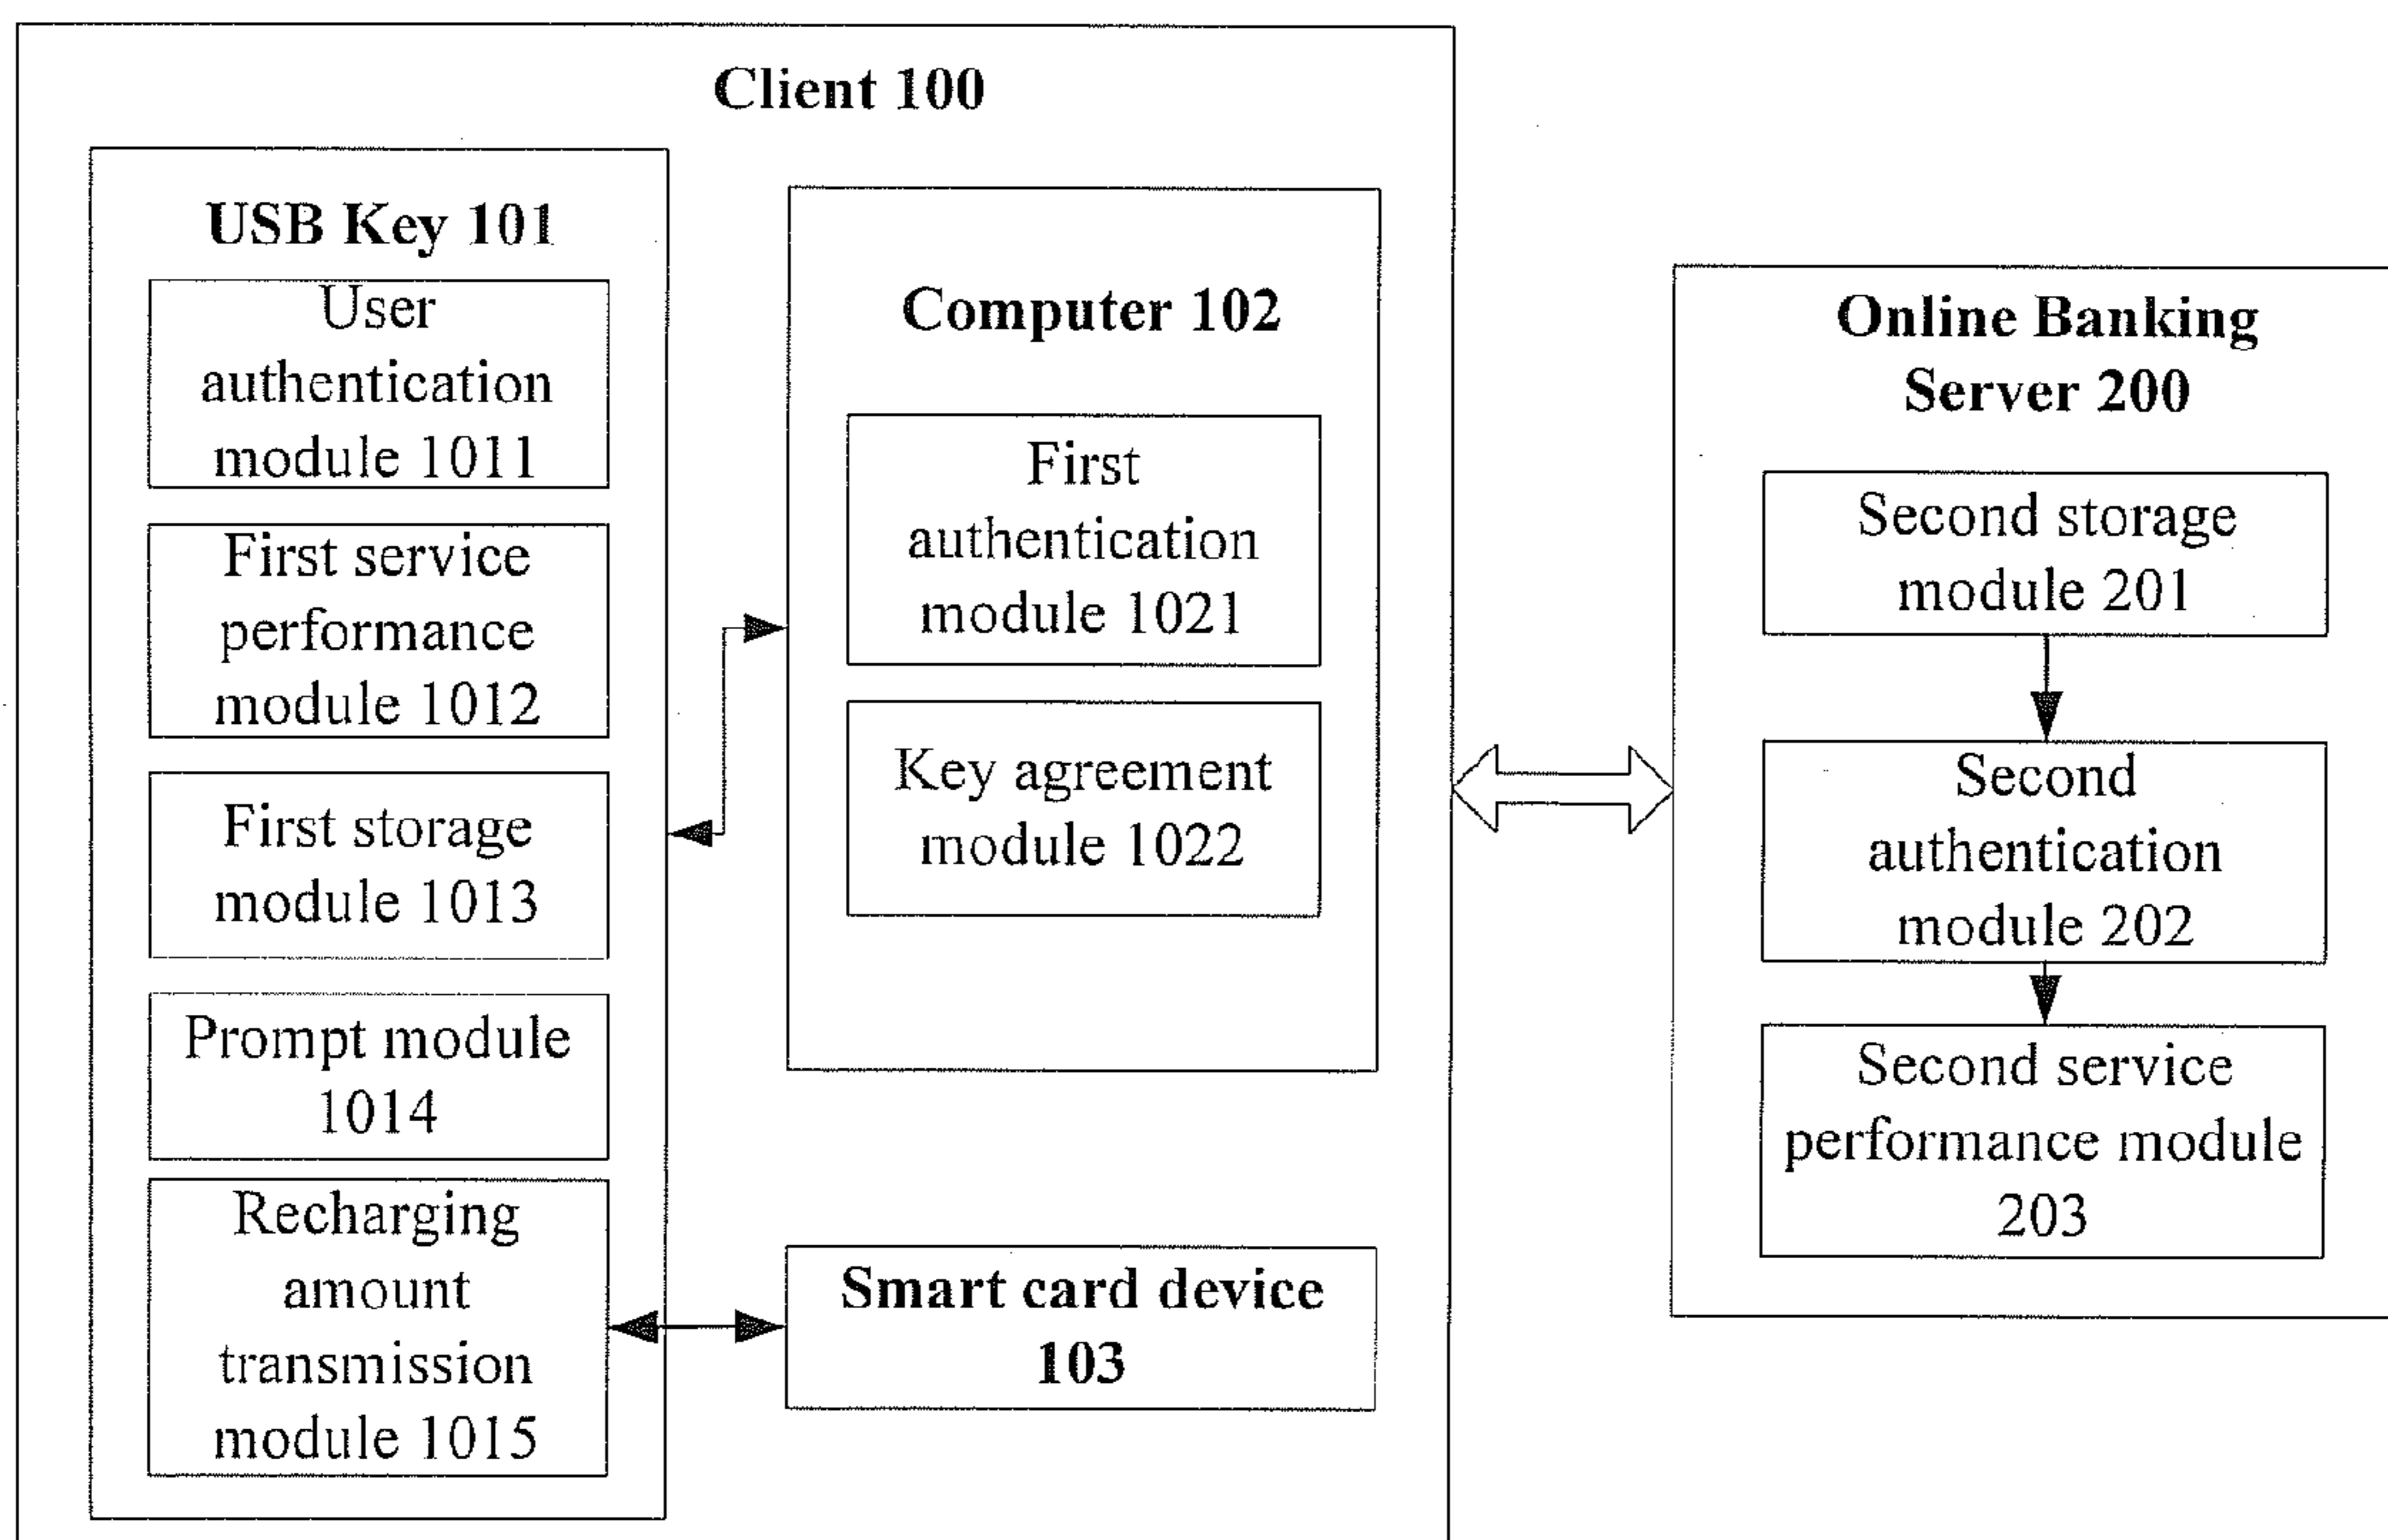 Client 100
USB Key 101
User
authentication
module 1011
First service
performance
module 1012
First storage
module 1013
Prompt module
1014
Recharging
amount
transmission
module 1015
Computer 102
First
authentication
module 1021
Key agreement
module 1022
Smart card device
103
Online Banking
Server 200
Second storage
module 201
Second
authentication
module 202
Second service
performance module
203